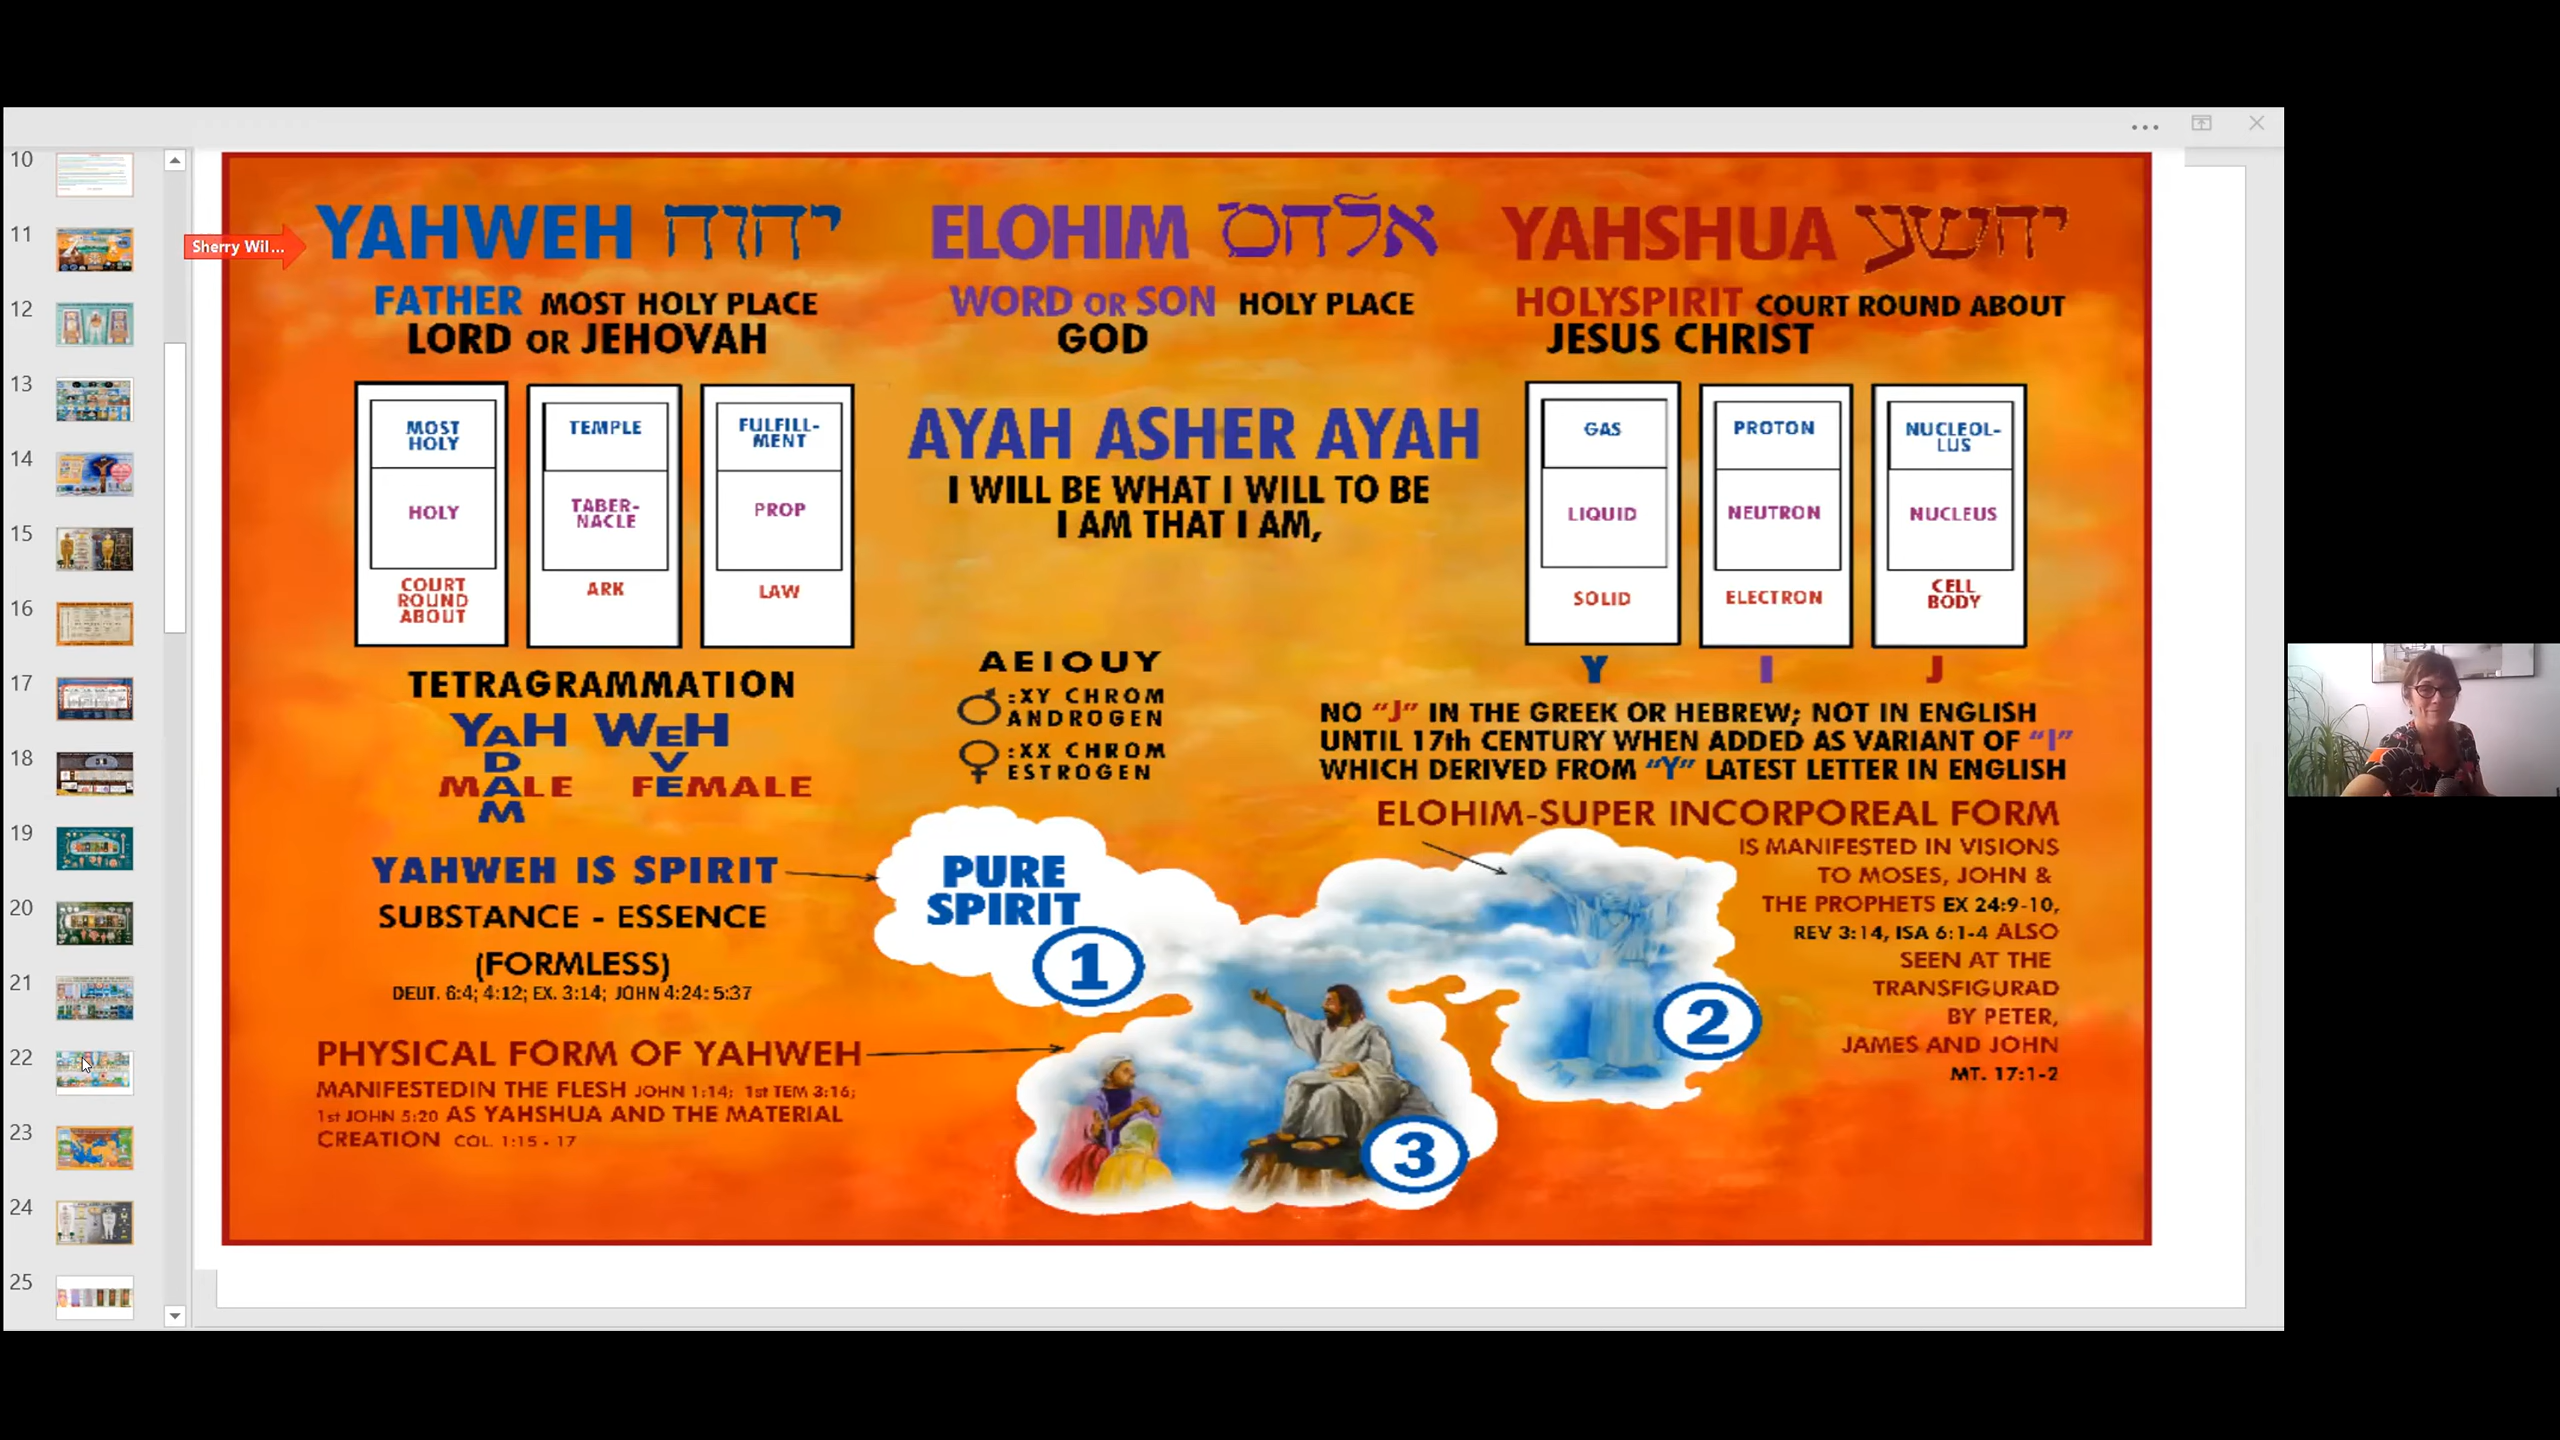 10
11
12
13
14
15
16
17
18
19
20
21
22
23
24
25
Sherry Wil...
YAHWEH יהוה
FATHER MOST HOLY PLACE
LORD OR JEHOVAH
ELOHIM אלהם
WORD OR SON HOLY PLACE
GOD
YAHSHUA יהשע
HOLYSPIRIT COURT ROUND ABOUT
JESUS CHRIST
MOST
HOLY
HOLY
COURT
ROUND
ABOUT
TEMPLE
TABER-
NACLE
ARK
FULFILL-
MENT
PROP
LAW
AYAH ASHER AYAH
I WILL BE WHAT I WILL TO BE
I AM THAT I AM,
GAS
LIQUID
SOLID
PROTON
NEUTRON
ELECTRON
NUCLEOL-
LUS
NUCLEUS
CELL
BODY
Y I J
TETRAGRAMMATION
YAH WEH
D V
MALE FEMALE
M
AEIOUY
♂:XY CHROM
ANDROGEN
♀:XX CHROM
ESTROGEN
NO "J" IN THE GREEK OR HEBREW; NOT IN ENGLISH
UNTIL 17th CENTURY WHEN ADDED AS VARIANT OF "I"
WHICH DERIVED FROM "Y" LATEST LETTER IN ENGLISH
YAHWEH IS SPIRIT
SUBSTANCE - ESSENCE
(FORMLESS)
DEUT. 6:4; 4:12; EX. 3:14; JOHN 4:24: 5:37
PURE
SPIRIT
1
ELOHIM-SUPER INCORPOREAL FORM
IS MANIFESTED IN VISIONS
TO MOSES, JOHN &
THE PROPHETS EX 24:9-10,
REV 3:14, ISA 6:1-4 ALSO
SEEN AT THE
TRANSFIGURAD
BY PETER,
JAMES AND JOHN
MT. 17:1-2
2
PHYSICAL FORM OF YAHWEH
MANIFESTEDIN THE FLESH JOHN 1:14; 1st TEM 3:16;
1st JOHN 5:20 AS YAHSHUA AND THE MATERIAL
CREATION COL. 1:15 - 17
3